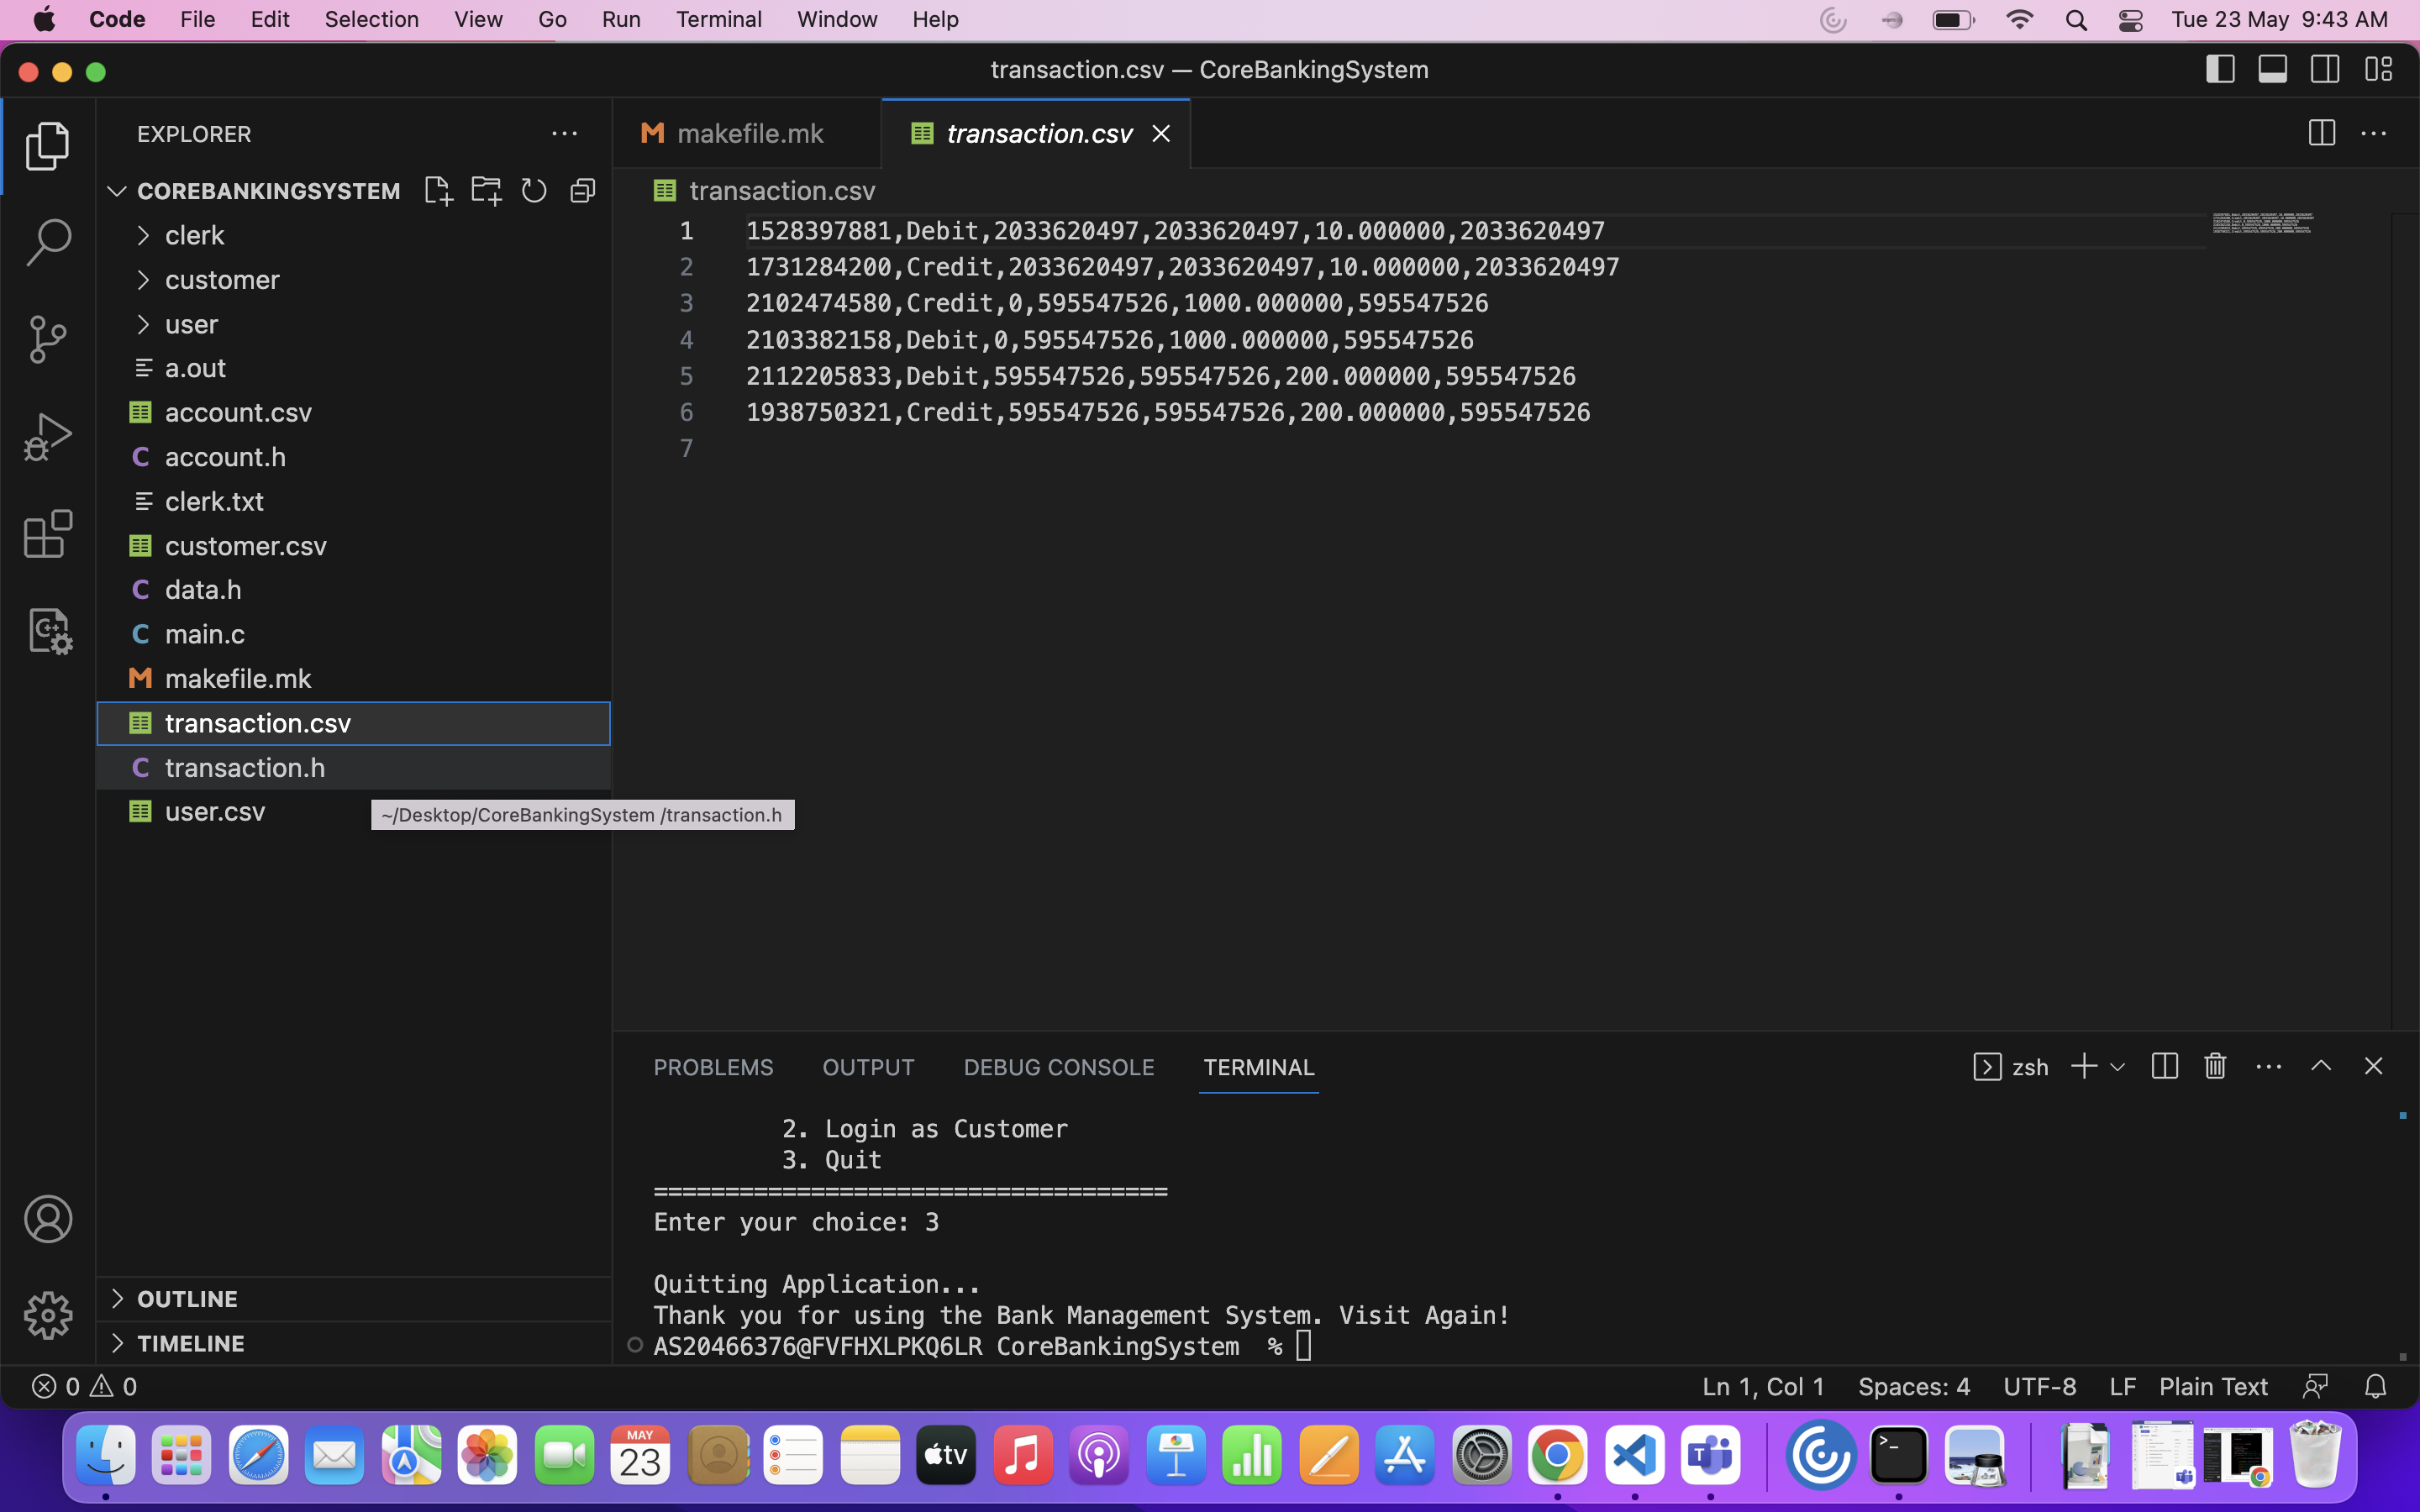 Code File Edit Selection View Go Run Terminal Window Help Tue 23 May 9:43 AM
transaction.csv — CoreBankingSystem
EXPLORER
COREBANKINGSYSTEM
clerk
customer
user
a.out
account.csv
account.h
clerk.txt
customer.csv
data.h
main.c
makefile.mk
transaction.csv
transaction.h
user.csv
~/Desktop/CoreBankingSystem /transaction.h
OUTLINE
TIMELINE
makefile.mk transaction.csv
transaction.csv
1 1528397881,Debit,2033620497,2033620497,10.000000,2033620497
2 1731284200,Credit,2033620497,2033620497,10.000000,2033620497
3 2102474580,Credit,0,595547526,1000.000000,595547526
4 2103382158,Debit,0,595547526,1000.000000,595547526
5 2112205833,Debit,595547526,595547526,200.000000,595547526
6 1938750321,Credit,595547526,595547526,200.000000,595547526
7
PROBLEMS OUTPUT DEBUG CONSOLE TERMINAL zsh
2. Login as Customer
3. Quit
====================================
Enter your choice: 3
Quitting Application...
Thank you for using the Bank Management System. Visit Again!
AS20466376@FVFHXLPKQ6LR CoreBankingSystem %
0 0 Ln 1, Col 1 Spaces: 4 UTF-8 LF Plain Text
MAY
23
tv